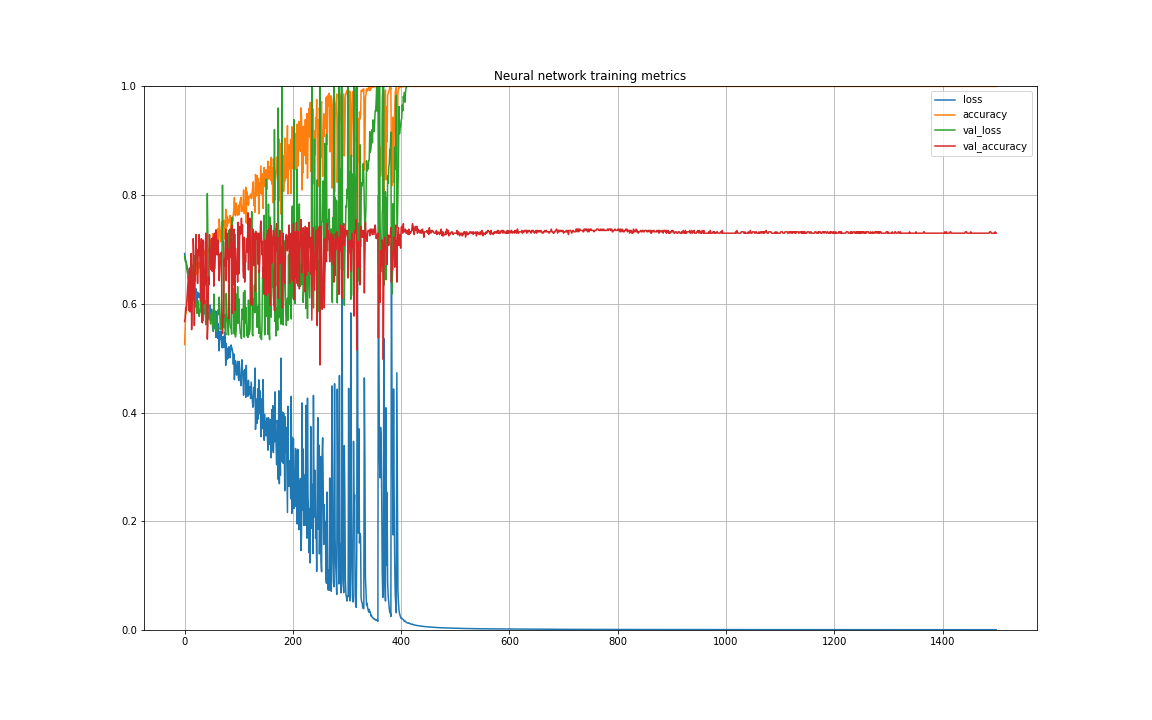 Neural network training metrics
1.0
0.8
0.6
0.4
0.2
0.0
loss
accuracy
val_loss
val_accuracy
0 200 400 600 800 1000 1200 1400